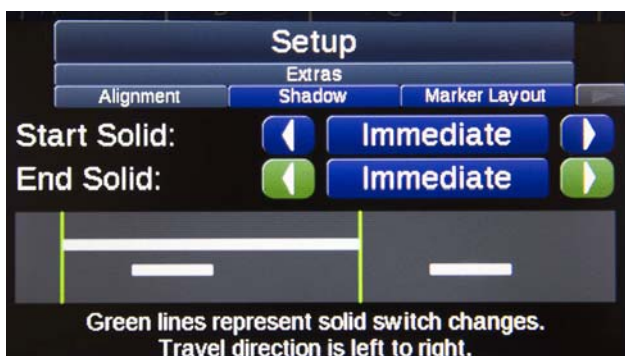 Setup
Extras
Alignment Shadow Marker Layout
Start Solid: Immediate
End Solid: Immediate
Green lines represent solid switch changes.
Travel direction is left to right.